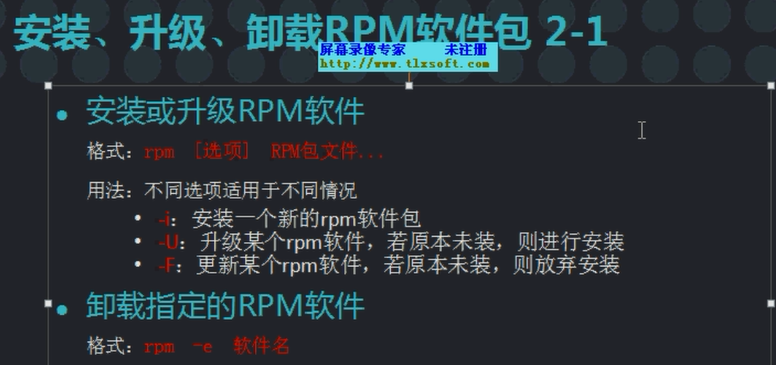 安装、升级、卸载RPM软件包 2-1
屏幕录像专家 未注册
http://www.tlxsoft.com
• 安装或升级RPM软件
格式：rpm [选项] RPM包文件...
用法：不同选项适用于不同情况
• -i：安装一个新的rpm软件包
• -U：升级某个rpm软件，若原本未装，则进行安装
• -F：更新某个rpm软件，若原本未装，则放弃安装
• 卸载指定的RPM软件
格式：rpm -e 软件名